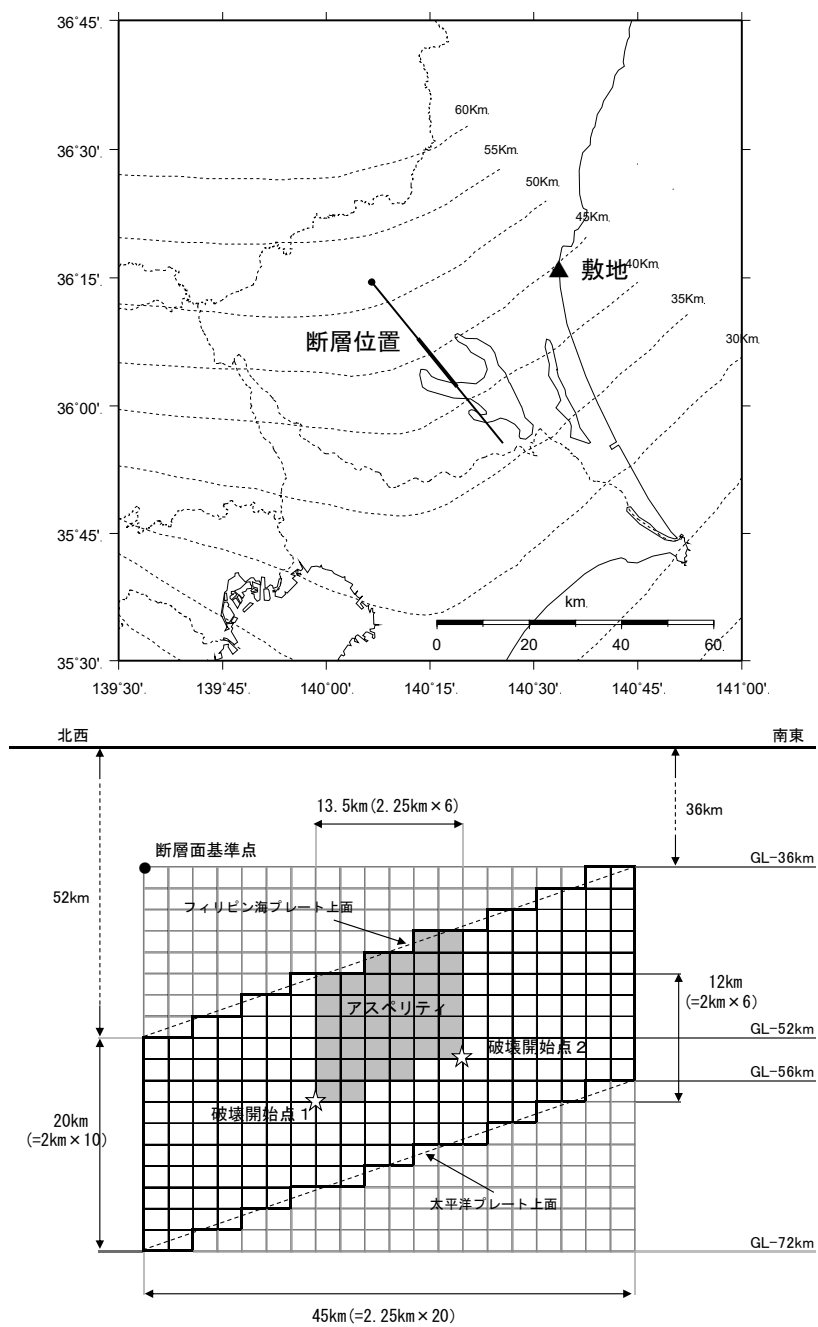 36°45'.
60Km.
36°30'.
55Km.
50Km.
45Km.
敷地
40Km.
36°15'.
35Km.
断層位置
30Km.
36°00'.
35°45'.
km.
0 20 40 60
35°30'.
139°30'. 139°45'. 140°00'. 140°15'. 140°30'. 140°45'. 141°00'.
北西
南東
13.5km(2.25km×6)
36km
断層面基準点
GL-36km
52km
フィリピン海プレート上面
アスペリティ
12km
(=2km×6)
GL-52km
破壊開始点2
GL-56km
破壊開始点1
20km
(=2km×10)
太平洋プレート上面
GL-72km
45km(=2.25km×20)